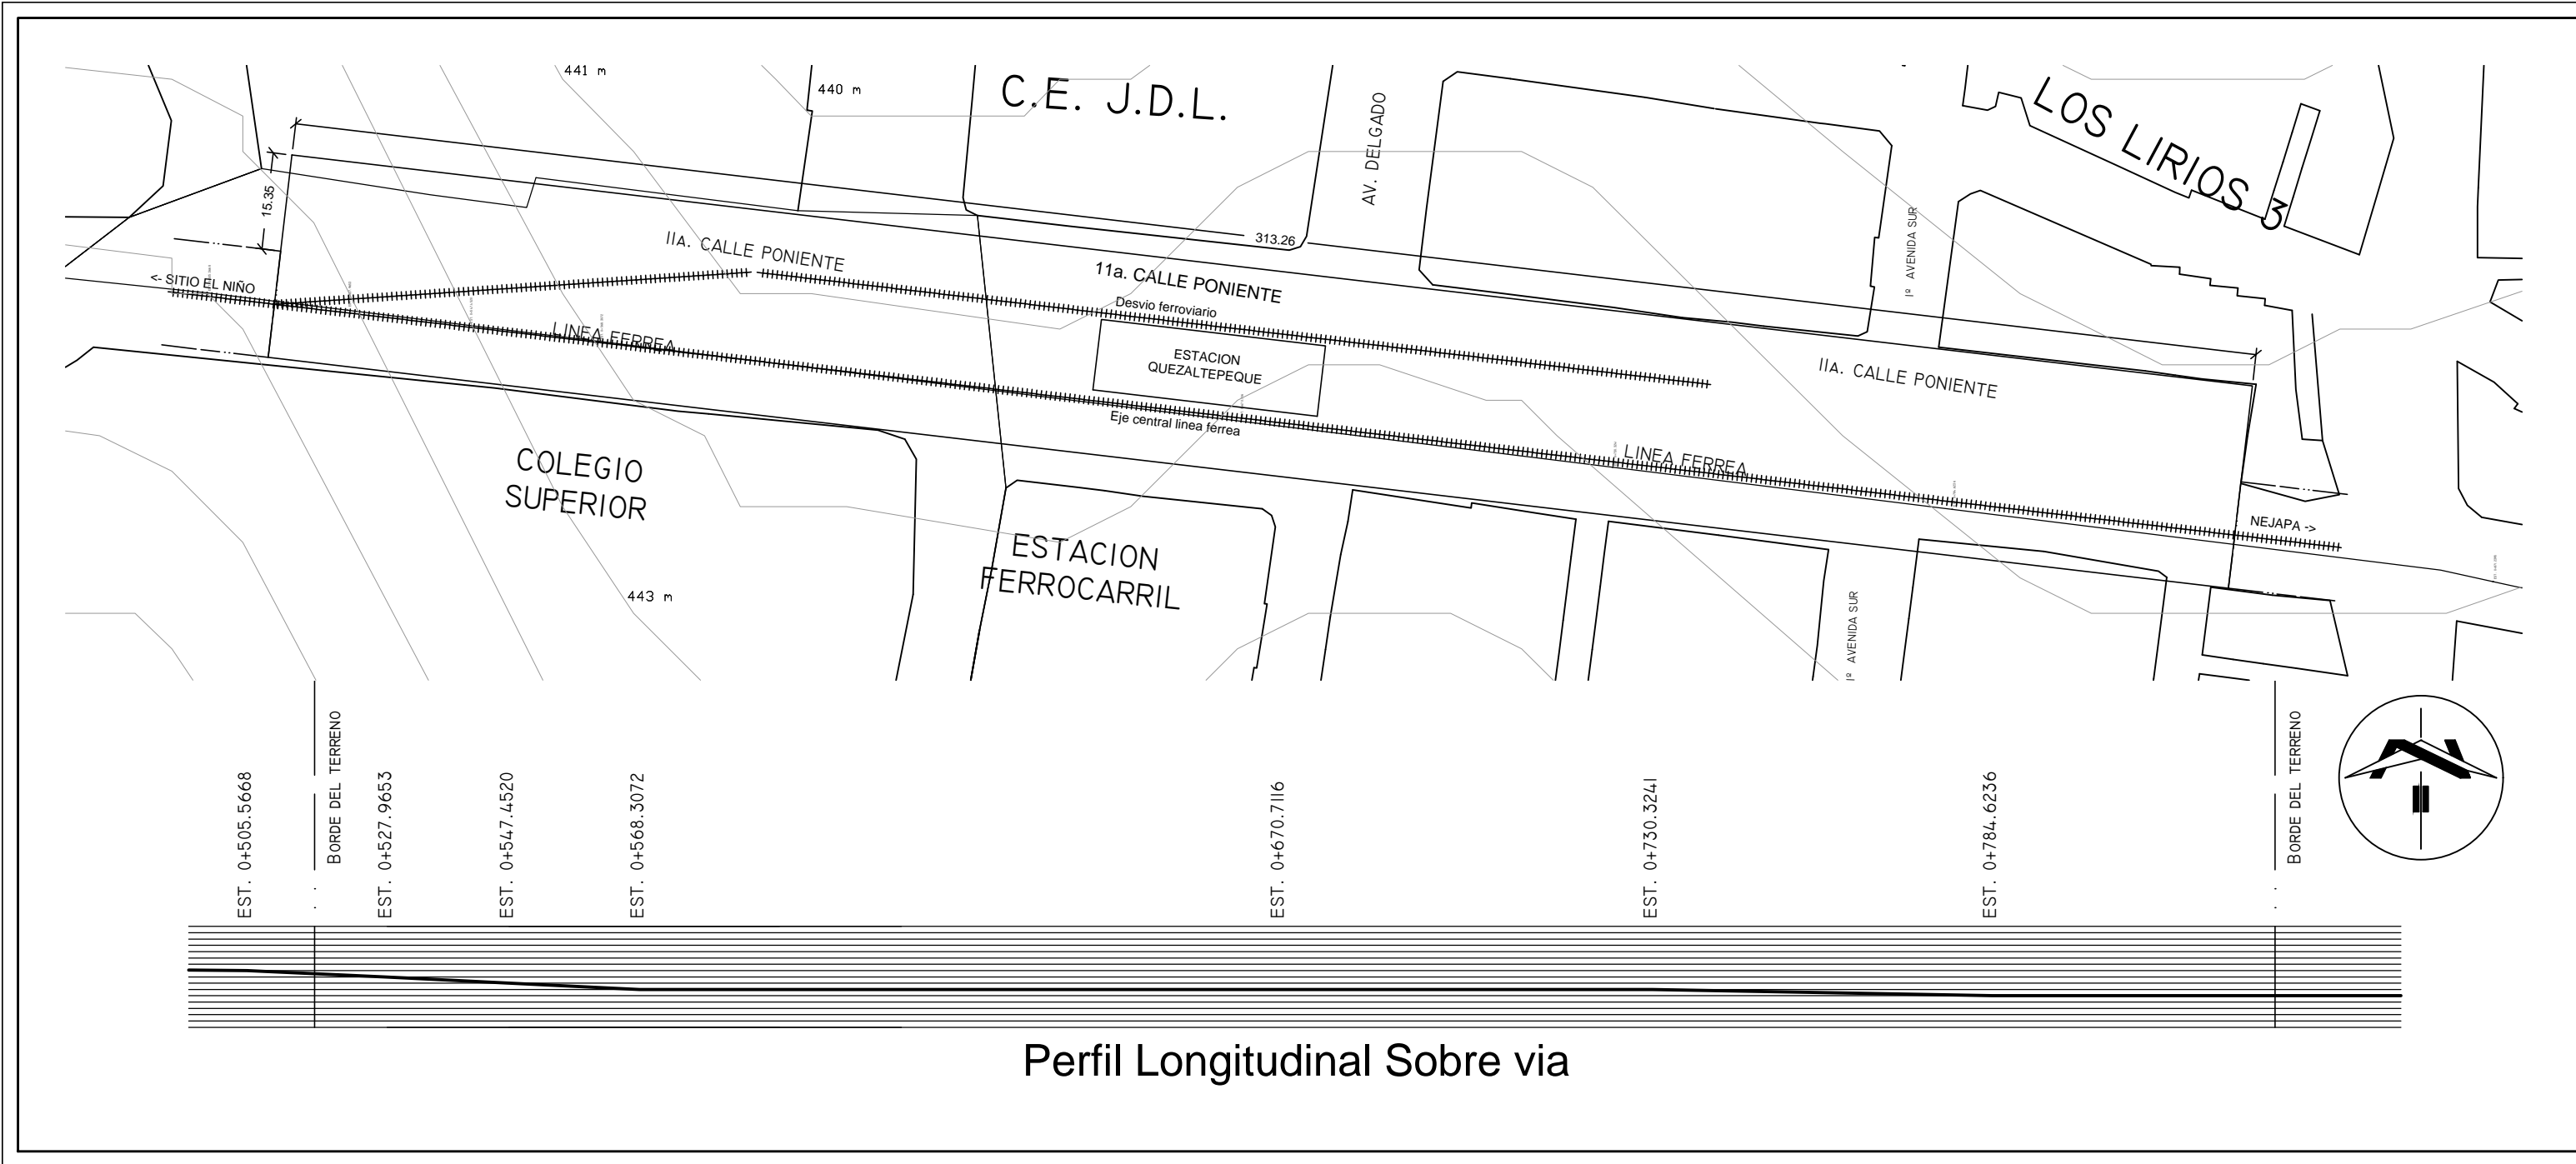 441 m
440 m
C.E. J.D.L.
AV. DELGADO
LOS LIRIOS 3
15.35
313.26
1ª AVENIDA SUR
11A. CALLE PONIENTE
11a. CALLE PONIENTE
Desvio ferroviario
<- SITIO EL NIÑO
LINEA FERREA
ESTACION
QUEZALTEPEQUE
11A. CALLE PONIENTE
Eje central linea ferrea
LINEA FERREA
COLEGIO
SUPERIOR
NEJAPA ->
ESTACION
FERROCARRIL
443 m
1ª AVENIDA SUR
EST. 0+505.5668
BORDE DEL TERRENO
EST. 0+527.9653
EST. 0+547.4520
EST. 0+568.3072
EST. 0+670.7116
EST. 0+730.3241
EST. 0+784.6236
BORDE DEL TERRENO
Perfil Longitudinal Sobre via